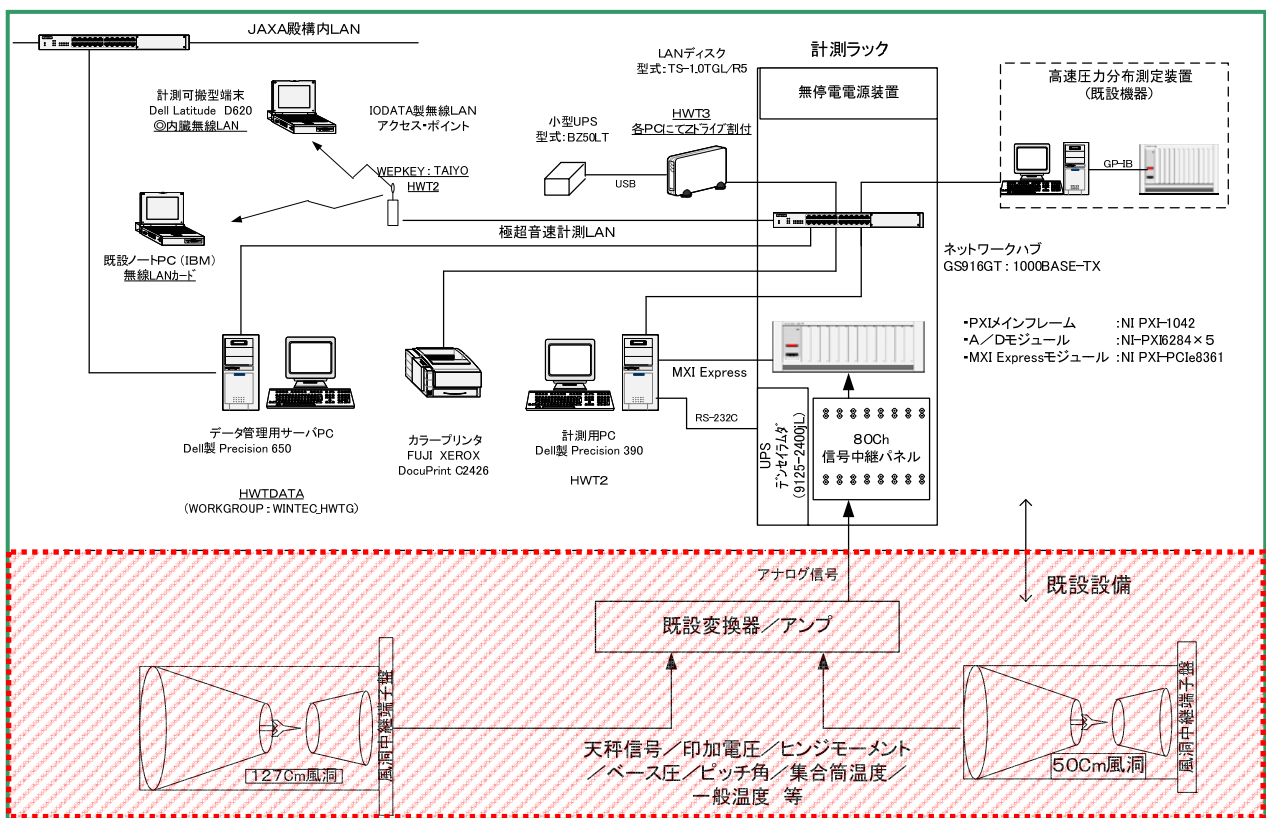 JAXA殿構内LAN
計測可搬型端末
Dell Latitude D620
◎内臓無線LAN
IODATA製無線LAN
アクセス・ポイント
WEPKEY：TAIYO
HWT2
既設ノートPC（IBM）
無線LANｶｰﾄﾞ
LANディスク
型式：TS-1.0TGL/R5
小型UPS
型式：BZ50LT
HWT3
各PCにてZドライブ割付
USB
計測ラック
無停電電源装置
高速圧力分布測定装置
（既設機器）
GP-IB
極超音速計測LAN
ネットワークハブ
GS916GT：1000BASE-TX
・PXIメインフレーム ：NI PXI-1042
・A／Dモジュール ：NI-PXI6284×5
・MXI Expressモジュール ：NI PXI-PCIe8361
MXI Express
RS-232C
データ管理用サーバPC
Dell製 Precision 650
HWTDATA
(WORKGROUP：WINTEC_HWTG)
カラープリンタ
FUJI XEROX
DocuPrint C2426
計測用PC
Dell製 Precision 390
HWT2
UPS
ﾃﾞﾝｾｲﾗﾑﾀﾞ
(9125-2400jL)
80Ch
信号中継パネル
アナログ信号
既設設備
既設変換器／アンプ
風洞中継端子盤
127Cm風洞
風洞中継端子盤
50Cm風洞
天秤信号／印加電圧／ヒンジモーメント
／ベース圧／ピッチ角／集合筒温度／
一般温度 等